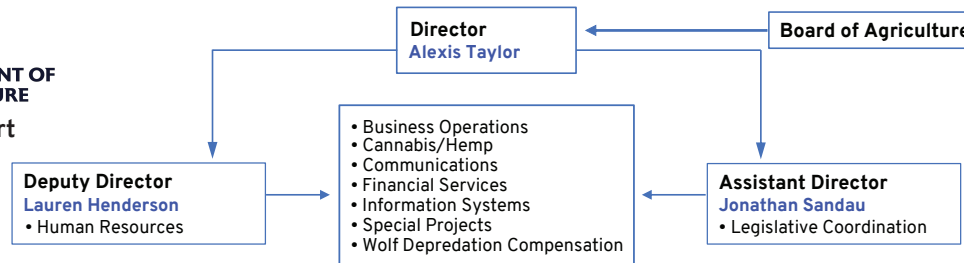 Director
Alexis Taylor
Board of Agriculture
NT OF
URE
rt
• Business Operations
• Cannabis/Hemp
• Communications
• Financial Services
• Information Systems
• Special Projects
• Wolf Depredation Compensation
Deputy Director
Lauren Henderson
• Human Resources
Assistant Director
Jonathan Sandau
• Legislative Coordination